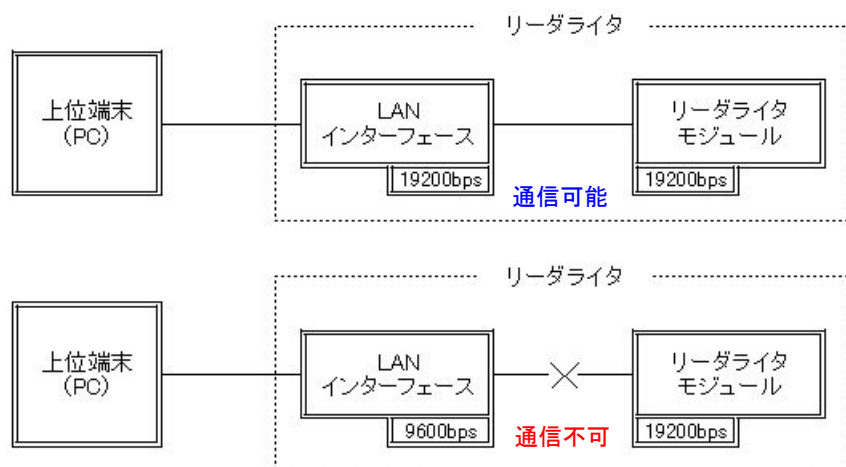 リーダライタ
上位端末
(PC)
LAN
インターフェース
19200bps
リーダライタ
モジュール
19200bps
通信可能
リーダライタ
上位端末
(PC)
LAN
インターフェース
9600bps
リーダライタ
モジュール
19200bps
通信不可